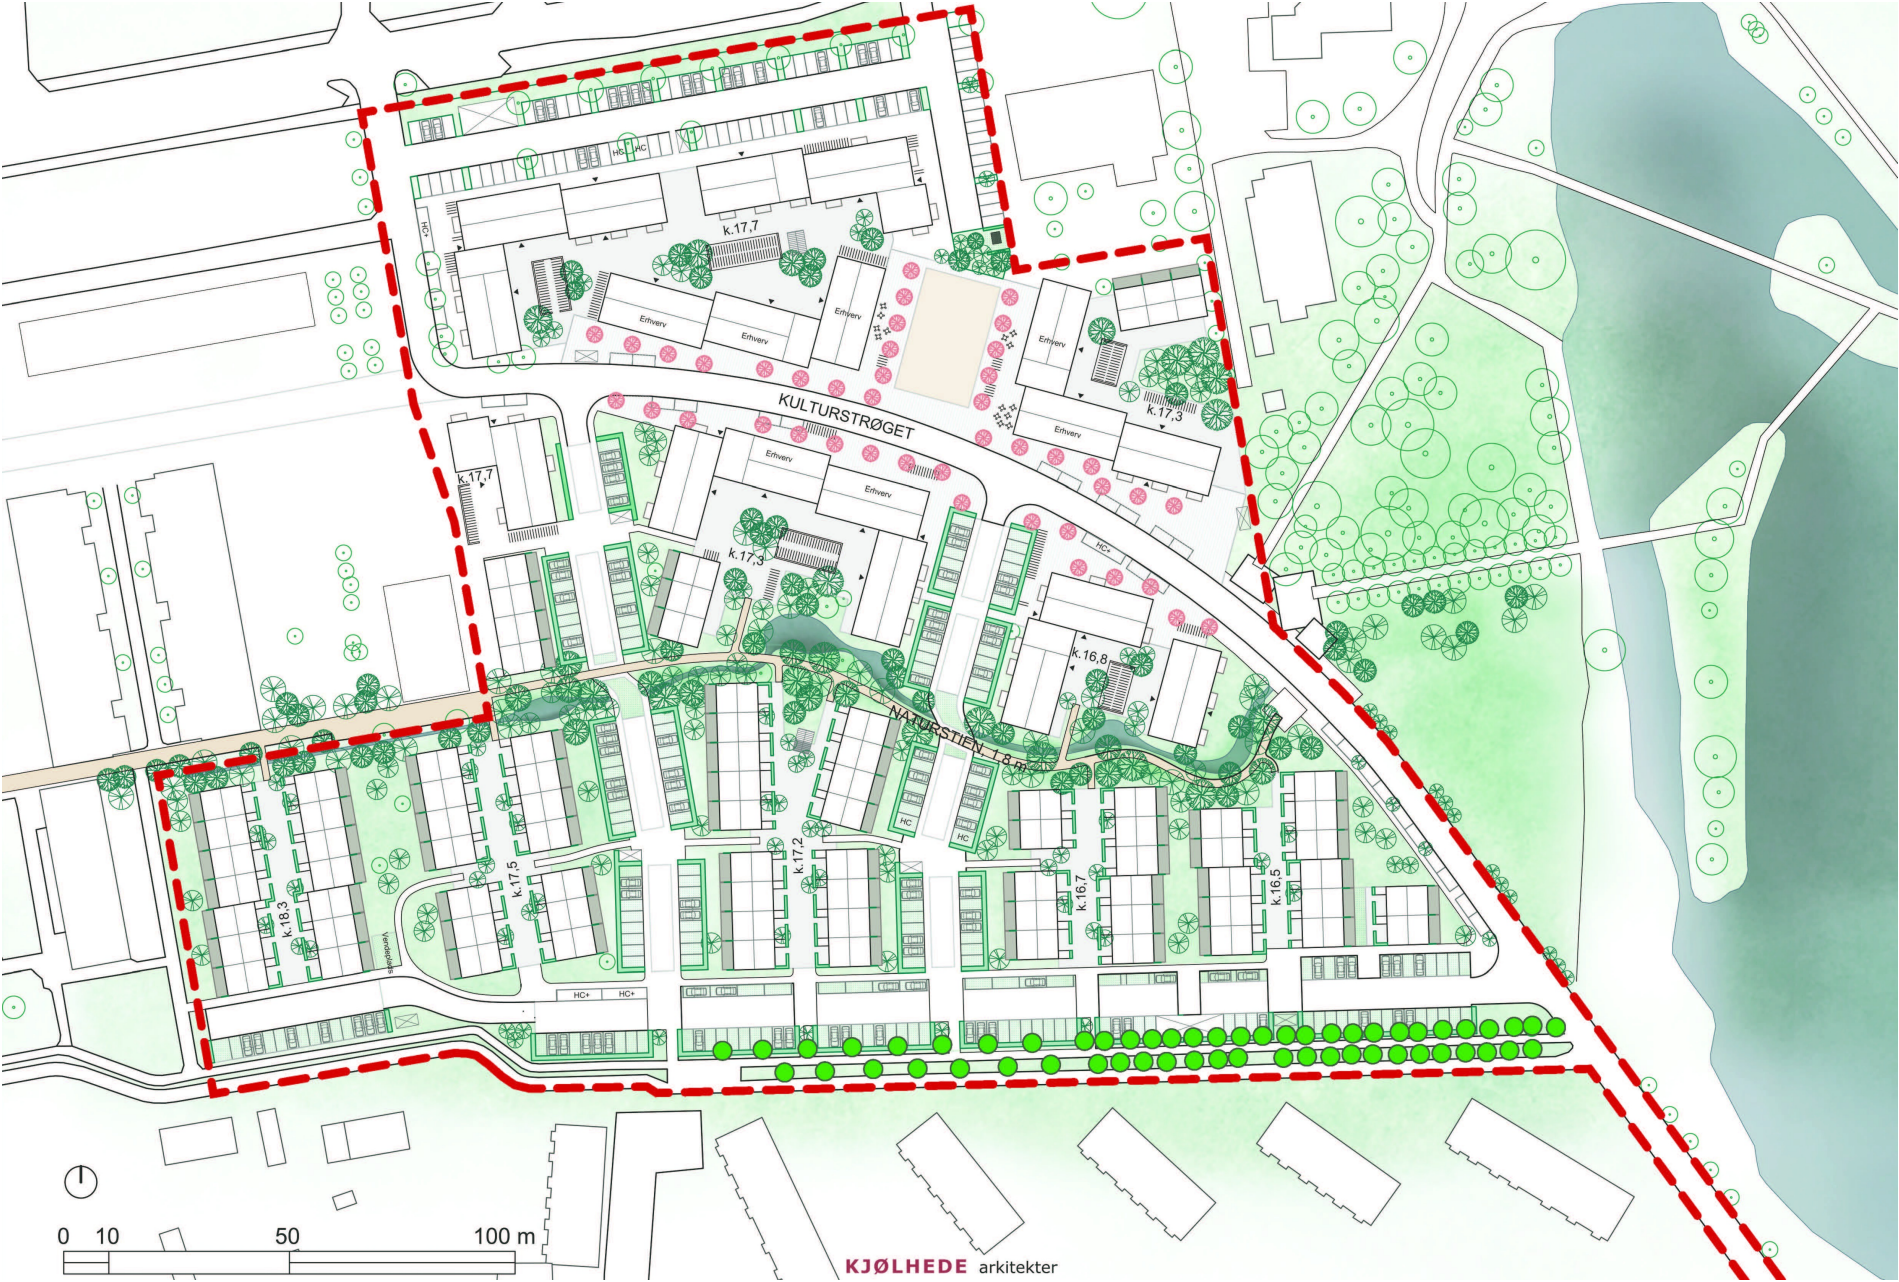 HC HC
HC+
k.17,7
Erhverv
Erhverv
Erhverv
Erhverv
k.17,3
KULTURSTRØGET
Erhverv
Erhverv
Erhverv
k.17,7
k.17,3
HC+
k.16,8
NATURSTIEN, 1,8 m
HC
HC
k.17,2
k.17,5
k.16,7
k.16,5
k.18,3
Vendeplads
HC+ HC+
0 10 50 100 m
KJØLHEDE arkitekter